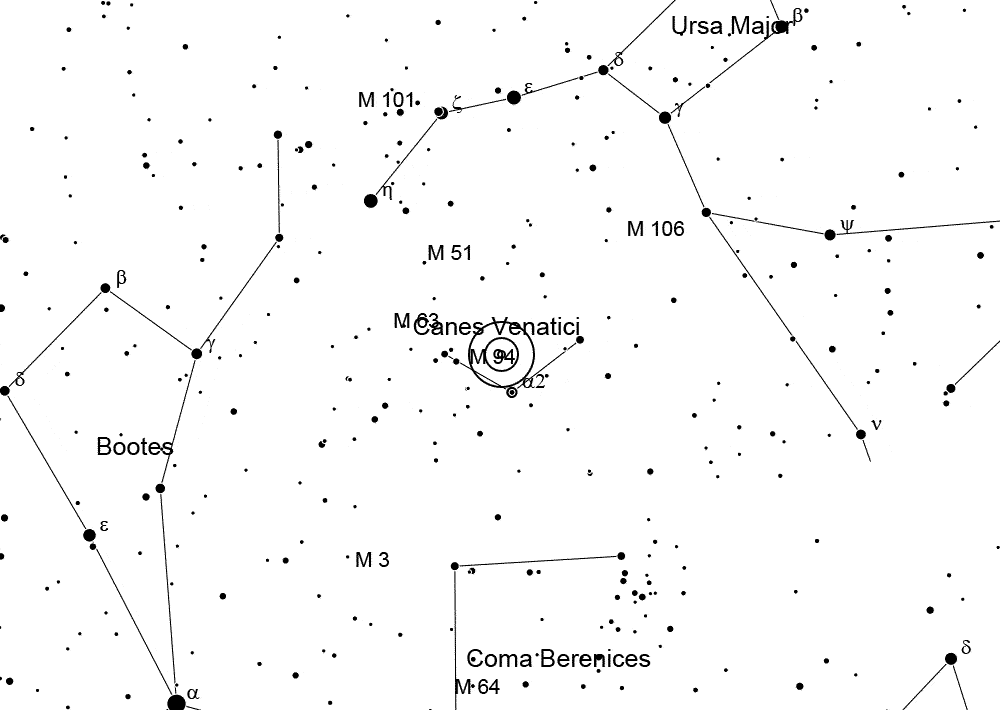 β
Ursa Major
δ
ε
M 101
ζ
γ
η
M 106
ψ
M 51
β
M 63
Canes Venatici
γ
M 94
δ
α2
ν
Bootes
ε
M 3
δ
Coma Berenices
M 64
α